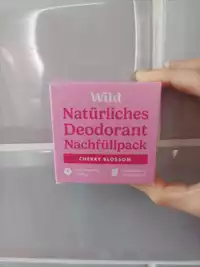 Wild
Natürliches
Deodorant
Nachfüllpack
CHERRY BLOSSOM